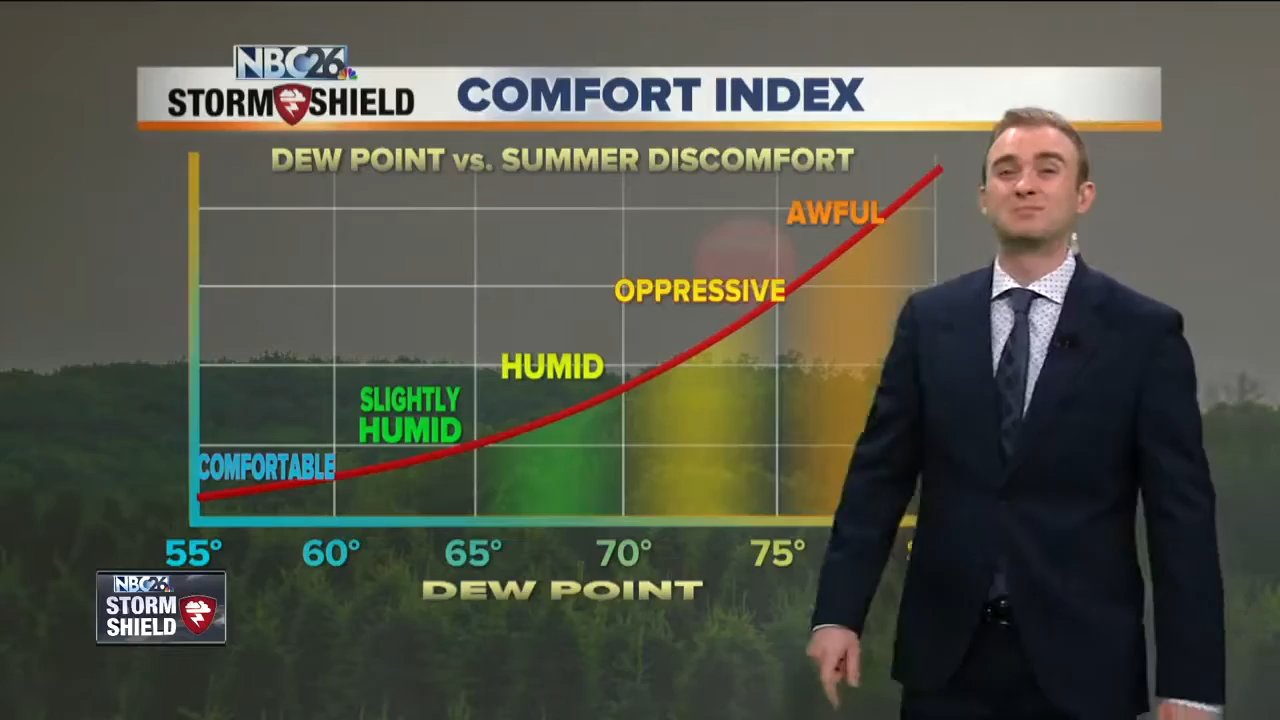 NBC26
STORM SHIELD
COMFORT INDEX
DEW POINT vs. SUMMER DISCOMFORT
AWFUL
OPPRESSIVE
HUMID
SLIGHTLY
HUMID
COMFORTABLE
55° 60° 65° 70° 75°
DEW POINT
NBC26
STORM
SHIELD